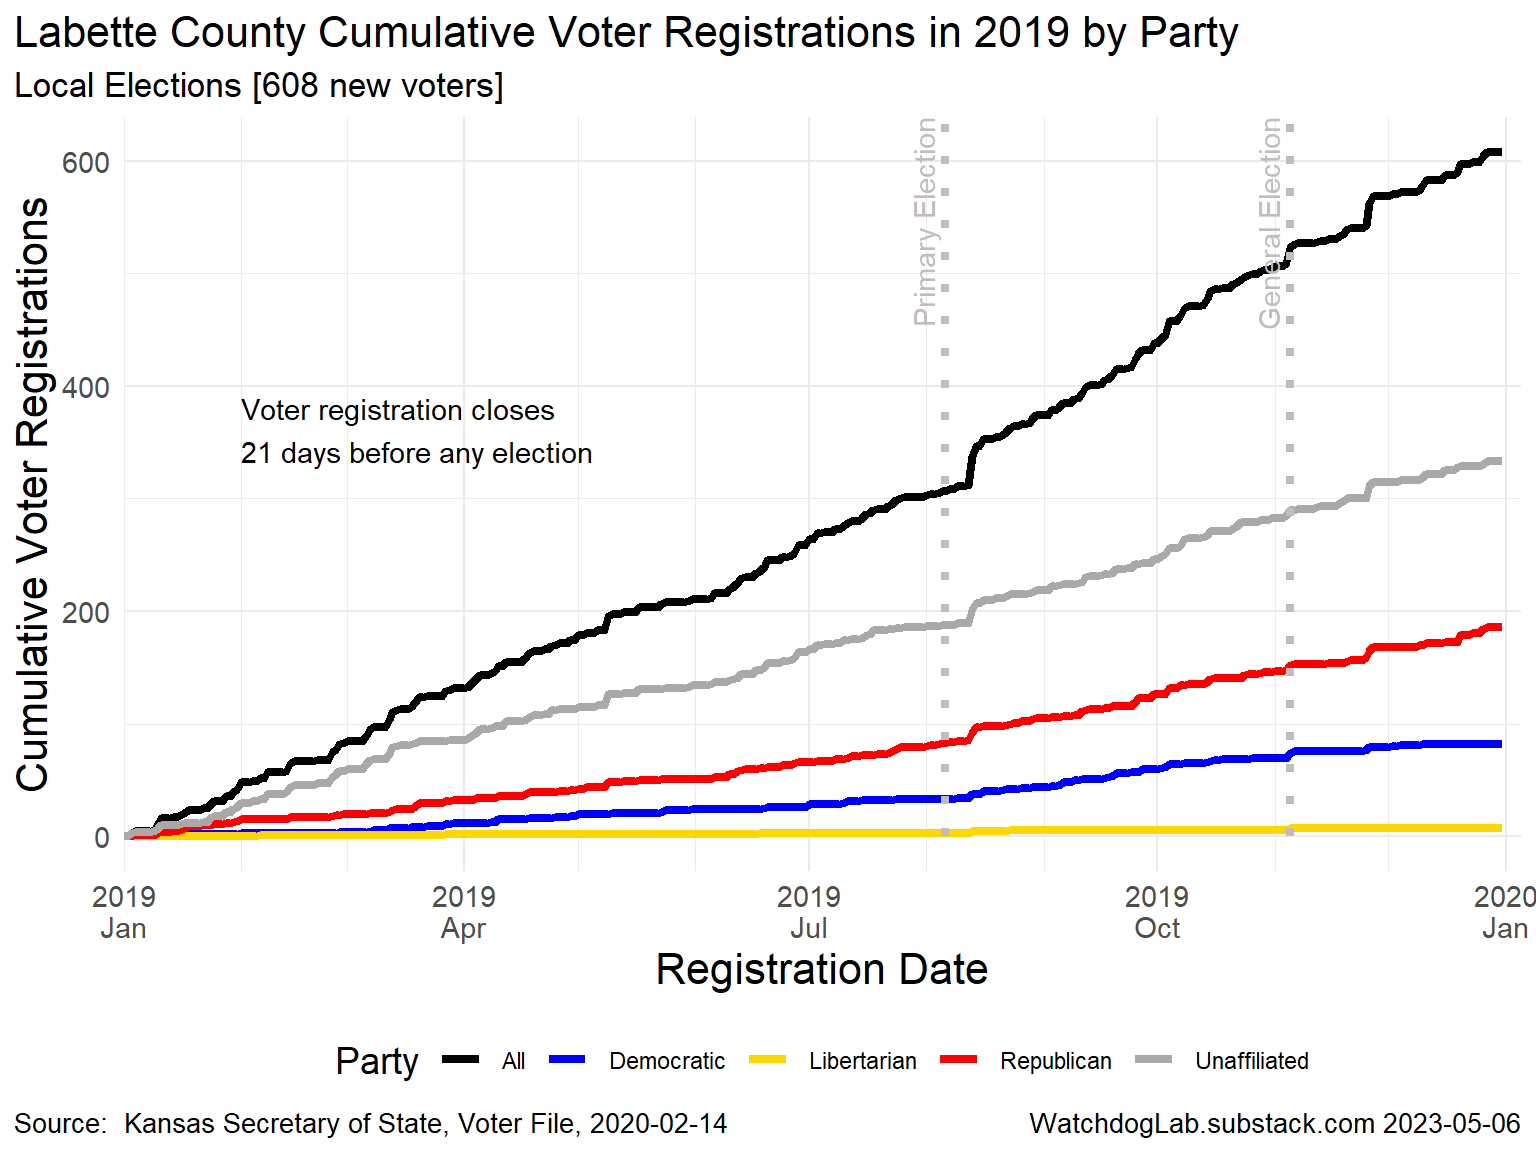 Labette County Cumulative Voter Registrations in 2019 by Party
Local Elections [608 new voters]
Cumulative Voter Registrations
600
400
200
0
Primary Election
General Election
Voter registration closes
21 days before any election
2019
Jan
2019
Apr
2019
Jul
2019
Oct
2020
Jan
Registration Date
Party
All
Democratic
Libertarian
Republican
Unaffiliated
Source:  Kansas Secretary of State, Voter File, 2020-02-14
WatchdogLab.substack.com 2023-05-06